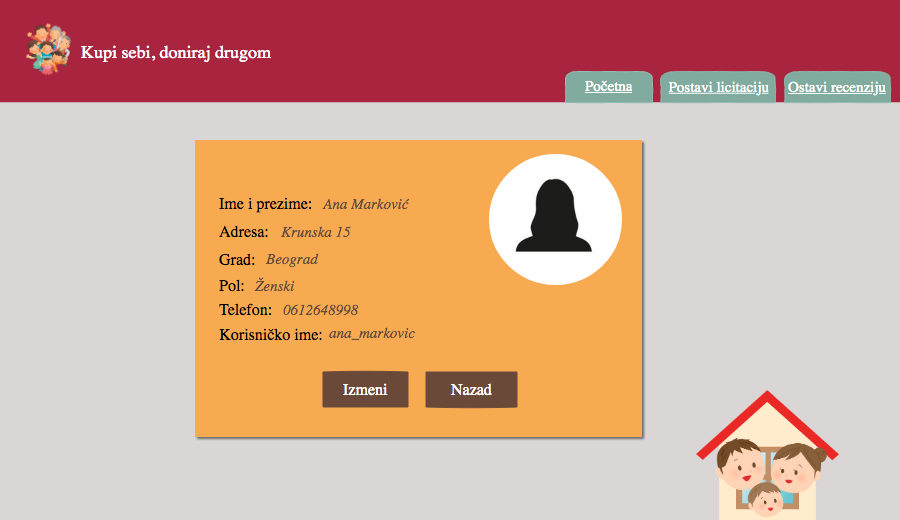 Kupi sebi, doniraj drugom
Početna Postavi licitaciju Ostavi recenziju
Ime i prezime: Ana Marković
Adresa: Krunska 15
Grad: Beograd
Pol: Ženski
Telefon: 0612648998
Korisničko ime: ana_markovic
Izmeni Nazad